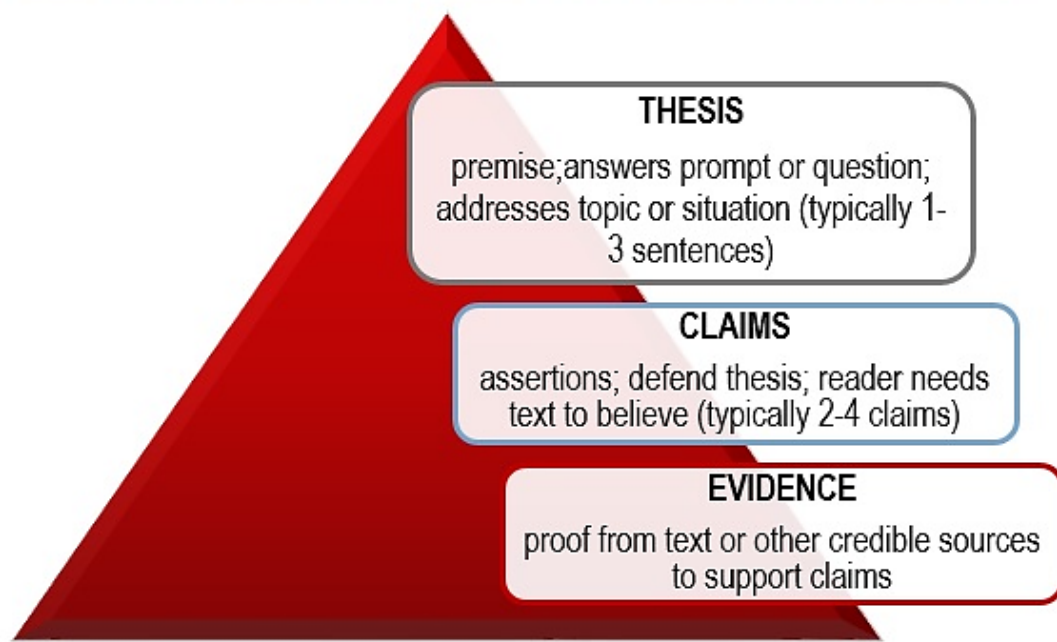 THESIS
premise;answers prompt or question;
addresses topic or situation (typically 1-
3 sentences)
CLAIMS
assertions; defend thesis; reader needs
text to believe (typically 2-4 claims)
EVIDENCE
proof from text or other credible sources
to support claims